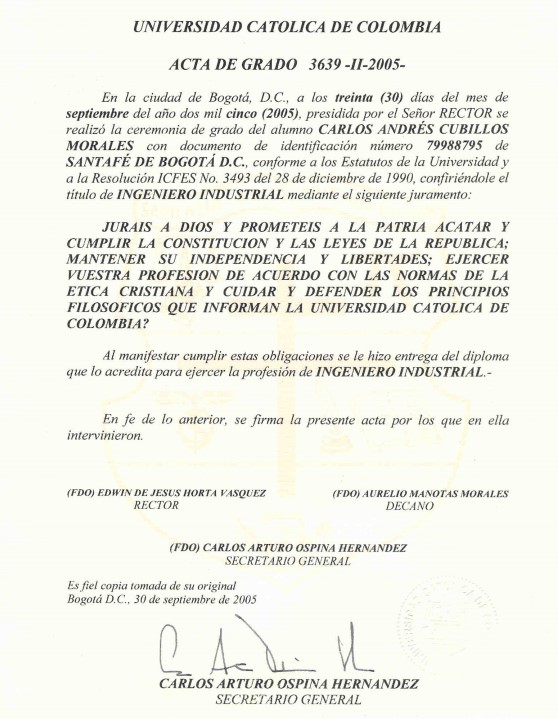 UNIVERSIDAD CATOLICA DE COLOMBIA
ACTA DE GRADO 3639 -II-2005-
En la ciudad de Bogotá, D.C., a los treinta (30) días del mes de
septiembre del año dos mil cinco (2005), presidida por el Señor RECTOR se
realizó la ceremonia de grado del alumno CARLOS ANDRÉS CUBILLOS
MORALES con documento de identificación número 79988795 de
SANTAFÉ DE BOGOTÁ D.C., conforme a los Estatutos de la Universidad y
a la Resolución ICFES No. 3493 del 28 de diciembre de 1990, confiriéndole el
título de INGENIERO INDUSTRIAL mediante el siguiente juramento:
JURAIS A DIOS Y PROMETEIS A LA PATRIA ACATAR Y
CUMPLIR LA CONSTITUCION Y LAS LEYES DE LA REPUBLICA;
MANTENER SU INDEPENDENCIA Y LIBERTADES; EJERCER
VUESTRA PROFESION DE ACUERDO CON LAS NORMAS DE LA
ETICA CRISTIANA Y CUIDAR Y DEFENDER LOS PRINCIPIOS
FILOSOFICOS QUE INFORMAN LA UNIVERSIDAD CATOLICA DE
COLOMBIA?
Al manifestar cumplir estas obligaciones se le hizo entrega del diploma
que lo acredita para ejercer la profesión de INGENIERO INDUSTRIAL.-
En fe de lo anterior, se firma la presente acta por los que en ella
intervinieron.
(FDO) EDWIN DE JESUS HORTA VASQUEZ (FDO) AURELIO MANOTAS MORALES
RECTOR DECANO
(FDO) CARLOS ARTURO OSPINA HERNANDEZ
SECRETARIO GENERAL
Es fiel copia tomada de su original
Bogotá D.C., 30 de septiembre de 2005
CARLOS ARTURO OSPINA HERNANDEZ
SECRETARIO GENERAL